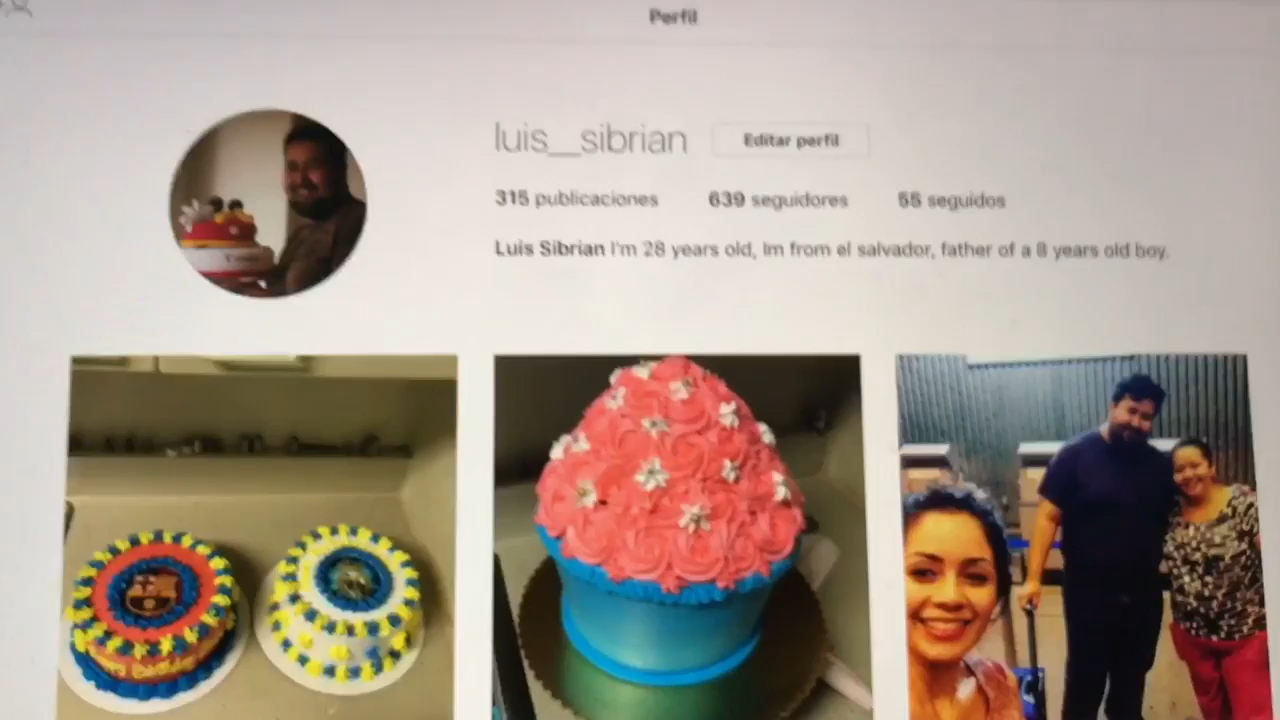 Perfil
luis__sibrian Editar perfil
315 publicaciones 639 seguidores 55 seguidos
Luis Sibrian I'm 28 years old, Im from el salvador, father of a 8 years old boy.